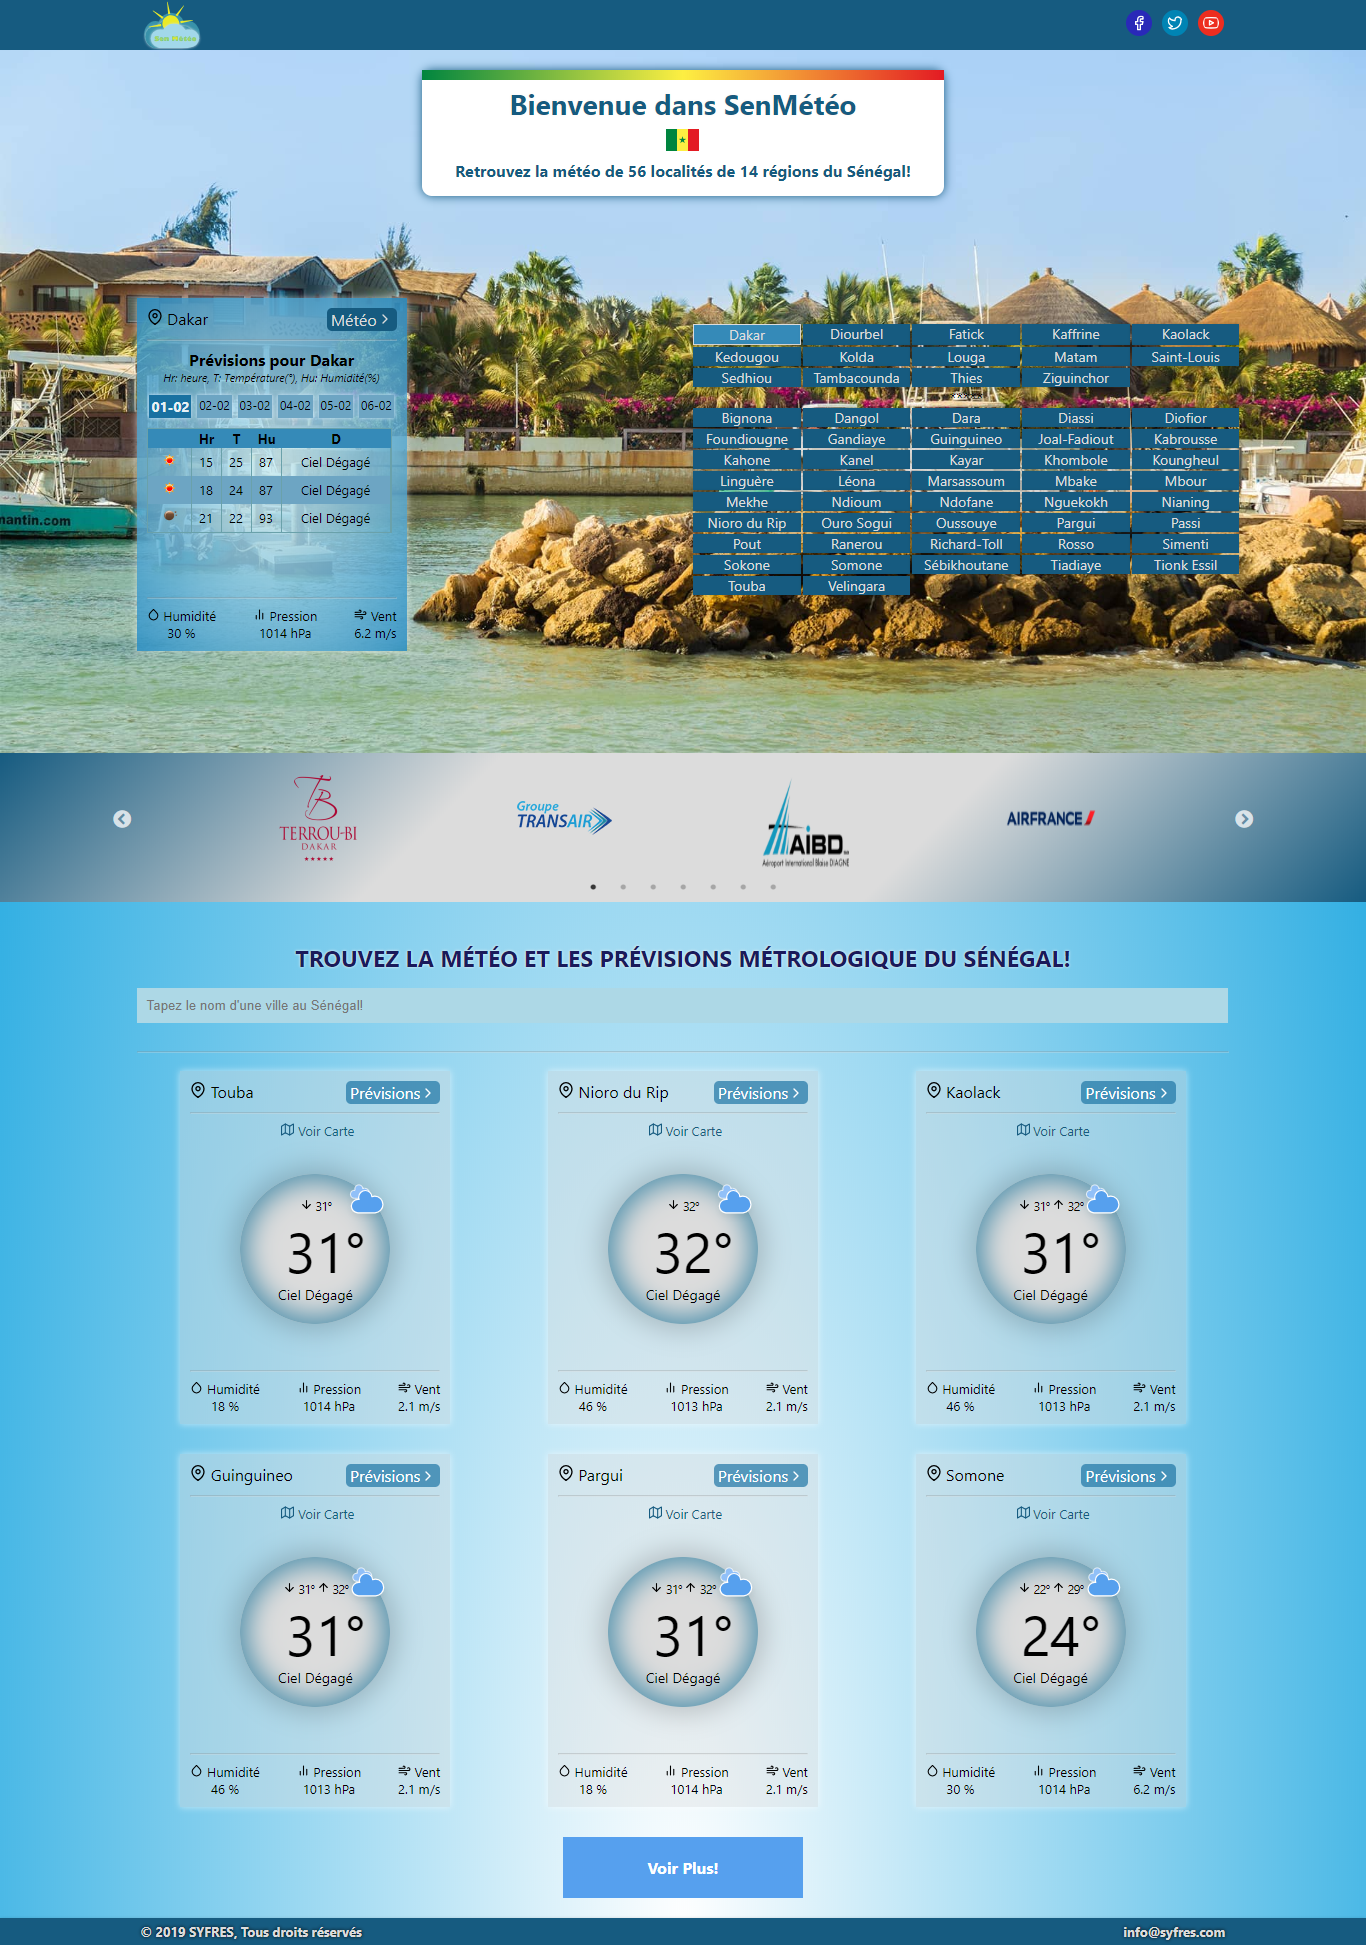 Sen Météo
Bienvenue dans SenMétéo
Retrouvez la météo de 56 localités de 14 régions du Sénégal!
Dakar
Météo
Prévisions pour Dakar
Hr: heure, T: Température(°), Hu: Humidité(%)
01-02 02-02 03-02 04-02 05-02 06-02
Hr T Hu D
15 25 87 Ciel Dégagé
18 24 87 Ciel Dégagé
21 22 93 Ciel Dégagé
Humidité Pression Vent
30 % 1014 hPa 6.2 m/s
mantin.com
Dakar Diourbel Fatick Kaffrine Kaolack
Kedougou Kolda Louga Matam Saint-Louis
Sedhiou Tambacounda Thies Ziguinchor
Bignona Dangol Dara Diassi Diofior
Foundiougne Gandiaye Guinguineo Joal-Fadiout Kabrousse
Kahone Kanel Kayar Khombole Koungheul
Linguère Léona Marsassoum Mbake Mbour
Mekhe Ndioum Ndofane Nguekokh Nianing
Nioro du Rip Ouro Sogui Oussouye Pargui Passi
Pout Ranerou Richard-Toll Rosso Simenti
Sokone Somone Sébikhoutane Tiadiaye Tionk Essil
Touba Velingara
TB
TERROU-BI
DAKAR
Groupe
TRANSAIR
AIBD
Aéroport International Blaise DIAGNE
AIRFRANCE
TROUVEZ LA MÉTÉO ET LES PRÉVISIONS MÉTROLOGIQUE DU SÉNÉGAL!
Tapez le nom d'une ville au Sénégal!
Touba Prévisions
Voir Carte
31°
31°
Ciel Dégagé
Humidité Pression Vent
18 % 1014 hPa 2.1 m/s
Nioro du Rip Prévisions
Voir Carte
32°
32°
Ciel Dégagé
Humidité Pression Vent
46 % 1013 hPa 2.1 m/s
Kaolack Prévisions
Voir Carte
31° 32°
31°
Ciel Dégagé
Humidité Pression Vent
46 % 1013 hPa 2.1 m/s
Guinguineo Prévisions
Voir Carte
31° 32°
31°
Ciel Dégagé
Humidité Pression Vent
46 % 1013 hPa 2.1 m/s
Pargui Prévisions
Voir Carte
31° 32°
31°
Ciel Dégagé
Humidité Pression Vent
18 % 1014 hPa 2.1 m/s
Somone Prévisions
Voir Carte
22° 29°
24°
Ciel Dégagé
Humidité Pression Vent
30 % 1014 hPa 6.2 m/s
Voir Plus!
© 2019 SYFRES, Tous droits réservés
info@syfres.com